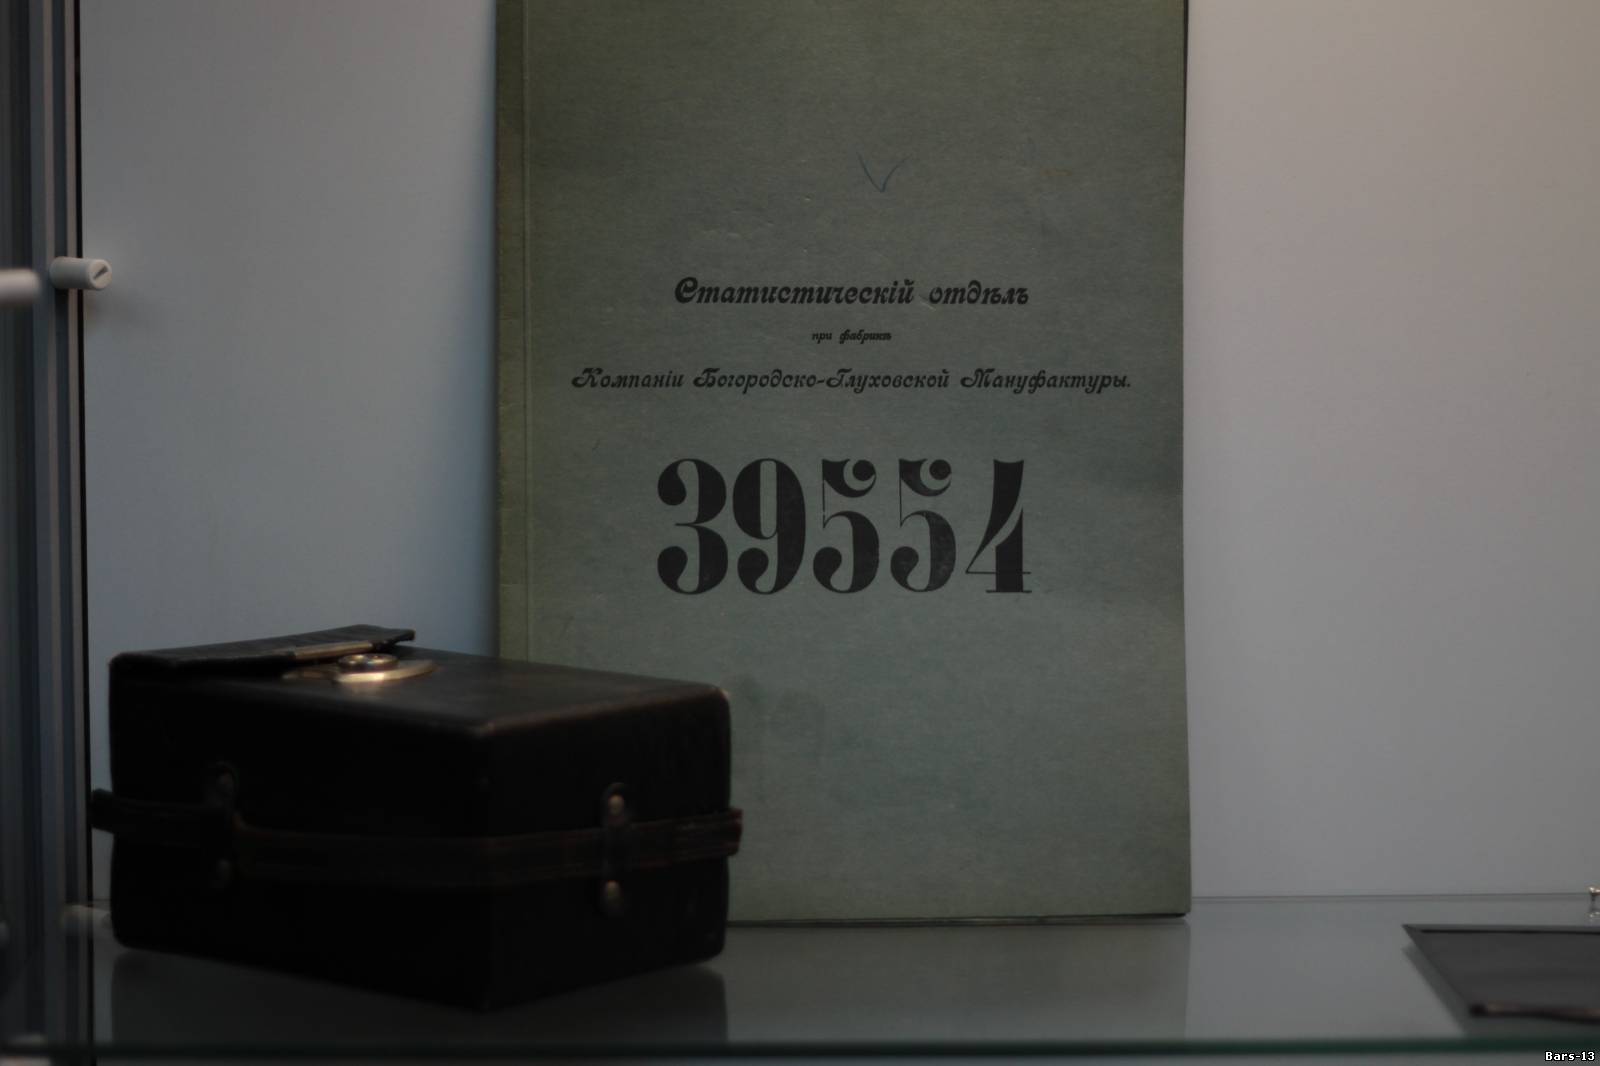 Статистическій отдѣлъ
при фабрикѣ
Компаніи Богородско-Глуховской Мануфактуры.
39554
Bars-13